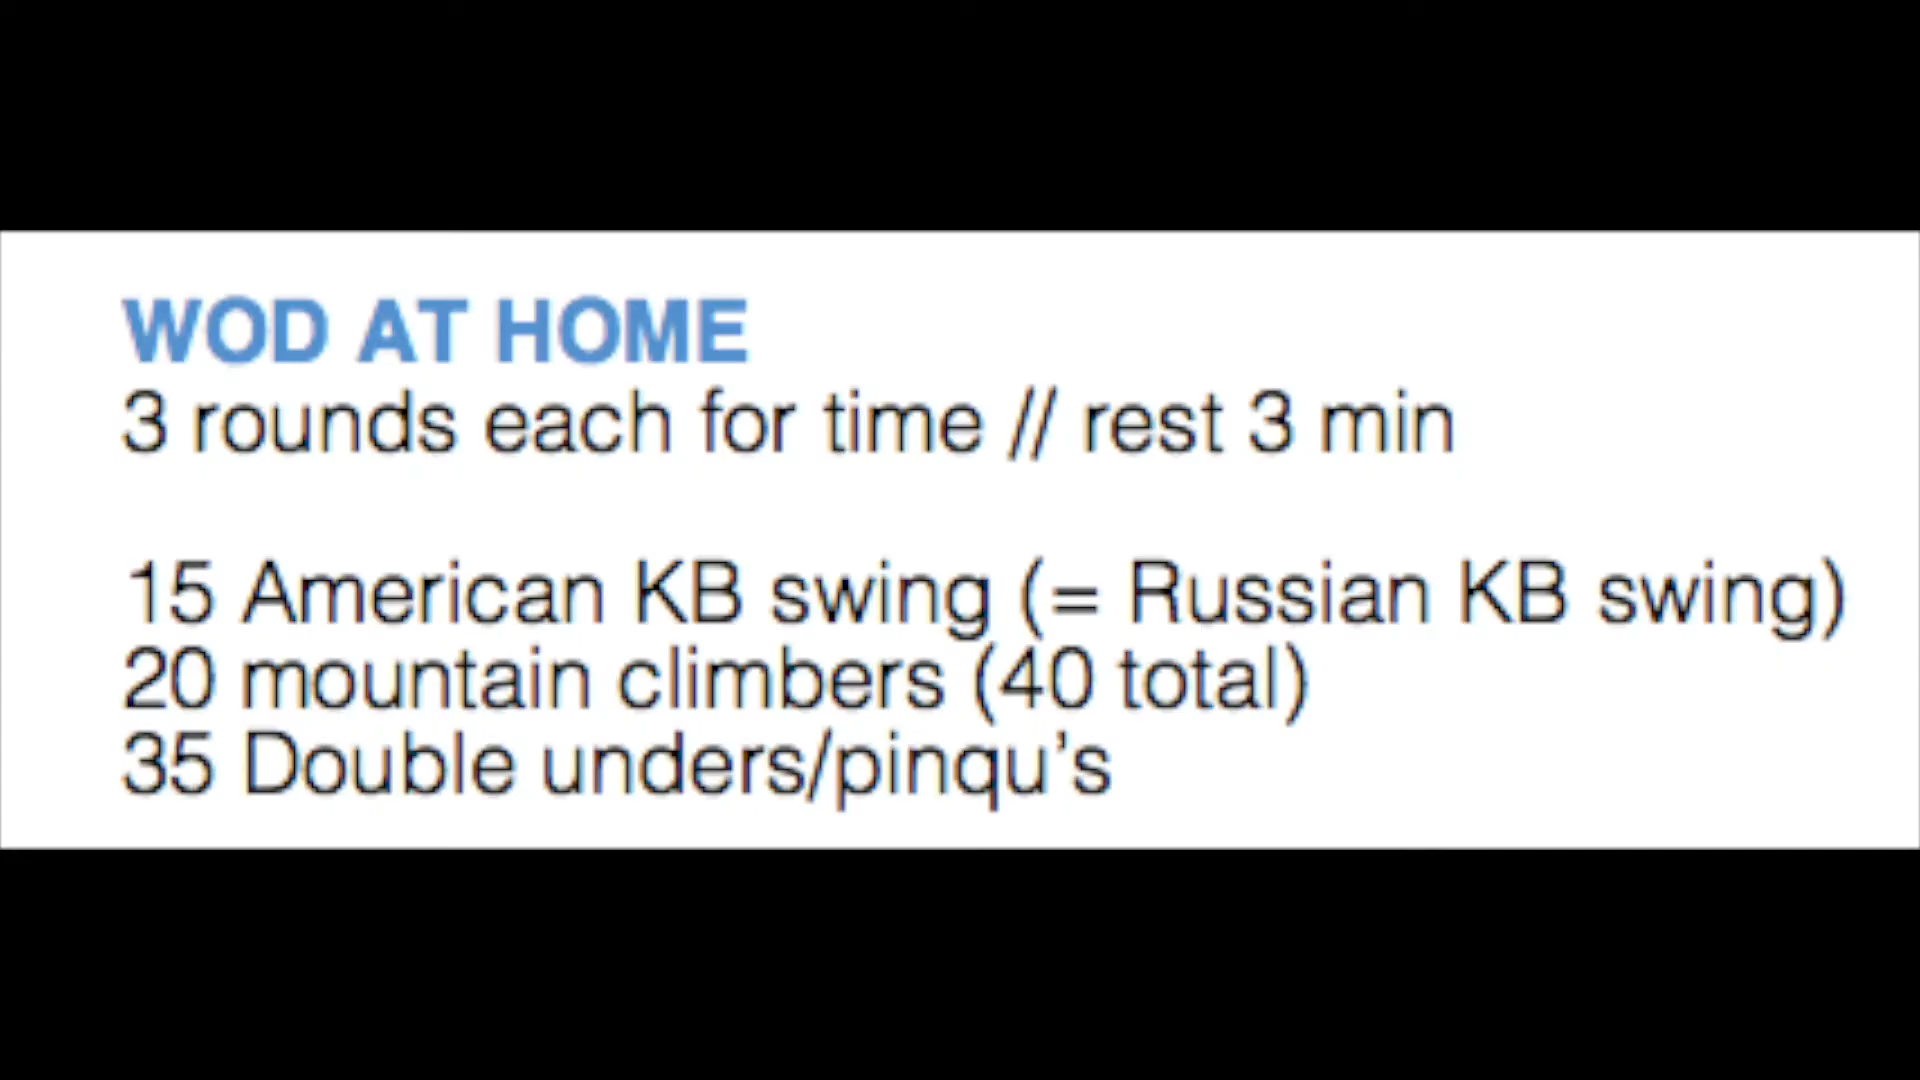 WOD AT HOME
3 rounds each for time // rest 3 min
15 American KB swing (= Russian KB swing)
20 mountain climbers (40 total)
35 Double unders/pinqu’s